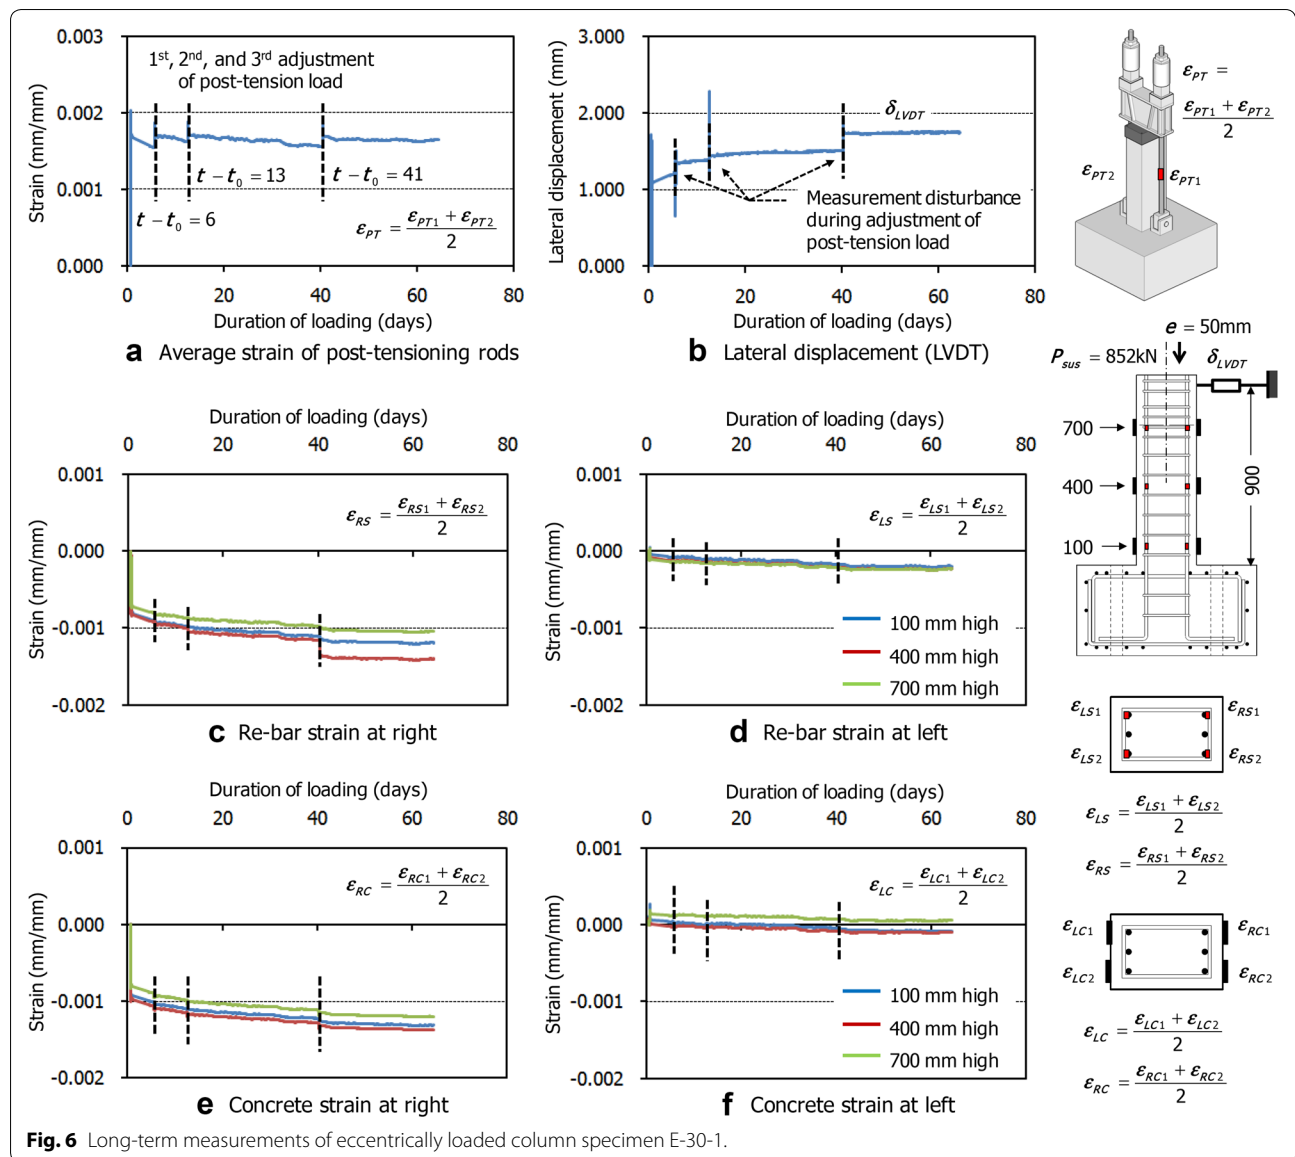 0.003
0.002
0.001
0.000
Strain (mm/mm)
1st, 2nd, and 3rd adjustment
of post-tension load
t − t0 = 13
t − t0 = 41
t − t0 = 6
εPT = (εPT1 + εPT2) / 2
0 20 40 60 80
Duration of loading (days)
a Average strain of post-tensioning rods
3.000
2.000
1.000
0.000
Lateral displacement (mm)
δLVDT
Measurement disturbance
during adjustment of
post-tension load
0 20 40 60 80
Duration of loading (days)
b Lateral displacement (LVDT)
εPT =
(εPT1 + εPT2) / 2
εPT2
εPT1
e = 50mm
Psus = 852kN
δLVDT
700
400
100
900
Duration of loading (days)
0 20 40 60 80
0.001
0.000
-0.001
-0.002
Strain (mm/mm)
εRS = (εRS1 + εRS2) / 2
c Re-bar strain at right
Duration of loading (days)
0 20 40 60 80
0.001
0.000
-0.001
-0.002
Strain (mm/mm)
εLS = (εLS1 + εLS2) / 2
100 mm high
400 mm high
700 mm high
d Re-bar strain at left
εLS1
εRS1
εLS2
εRS2
εLS = (εLS1 + εLS2) / 2
εRS = (εRS1 + εRS2) / 2
Duration of loading (days)
0 20 40 60 80
0.001
0.000
-0.001
-0.002
Strain (mm/mm)
εRC = (εRC1 + εRC2) / 2
e Concrete strain at right
Duration of loading (days)
0 20 40 60 80
0.001
0.000
-0.001
-0.002
Strain (mm/mm)
εLC = (εLC1 + εLC2) / 2
100 mm high
400 mm high
700 mm high
f Concrete strain at left
εLC1
εRC1
εLC2
εRC2
εLC = (εLC1 + εLC2) / 2
εRC = (εRC1 + εRC2) / 2
Fig. 6 Long-term measurements of eccentrically loaded column specimen E-30-1.